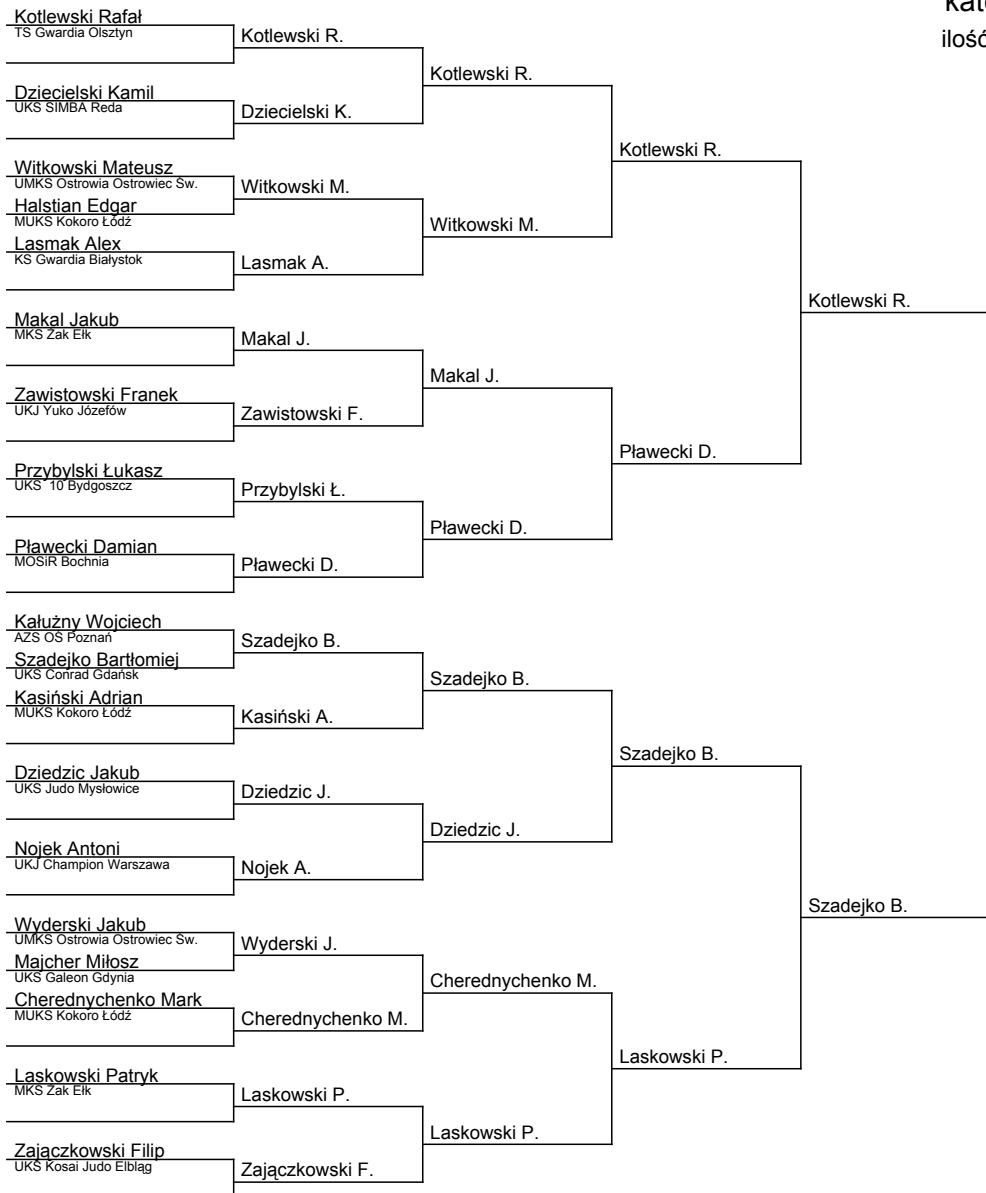 kate
ilość
Kotlewski Rafał
TS Gwardia Olsztyn
Dziecielski Kamil
UKS SIMBA Reda
Witkowski Mateusz
UMKS Ostrowia Ostrowiec Św.
Halstian Edgar
MUKS Kokoro Łódź
Lasmak Alex
KS Gwardia Białystok
Makal Jakub
MKS Żak Ełk
Zawistowski Franek
UKJ Yuko Józefów
Przybylski Łukasz
UKS 10 Bydgoszcz
Pławecki Damian
MOSiR Bochnia
Kałużny Wojciech
AZS OŚ Poznań
Szadejko Bartłomiej
UKS Conrad Gdańsk
Kasiński Adrian
MUKS Kokoro Łódź
Dziedzic Jakub
UKS Judo Mysłowice
Nojek Antoni
UKJ Champion Warszawa
Wyderski Jakub
UMKS Ostrowia Ostrowiec Św.
Majcher Miłosz
UKS Galeon Gdynia
Cherednychenko Mark
MUKS Kokoro Łódź
Laskowski Patryk
MKS Żak Ełk
Zajączkowski Filip
UKS Kosai Judo Elbląg
Kotlewski R.
Dziecielski K.
Witkowski M.
Lasmak A.
Makal J.
Zawistowski F.
Przybylski Ł.
Pławecki D.
Szadejko B.
Kasiński A.
Dziedzic J.
Nojek A.
Wyderski J.
Cherednychenko M.
Laskowski P.
Zajączkowski F.
Kotlewski R.
Witkowski M.
Makal J.
Pławecki D.
Szadejko B.
Dziedzic J.
Cherednychenko M.
Laskowski P.
Kotlewski R.
Pławecki D.
Szadejko B.
Laskowski P.
Kotlewski R.
Szadejko B.